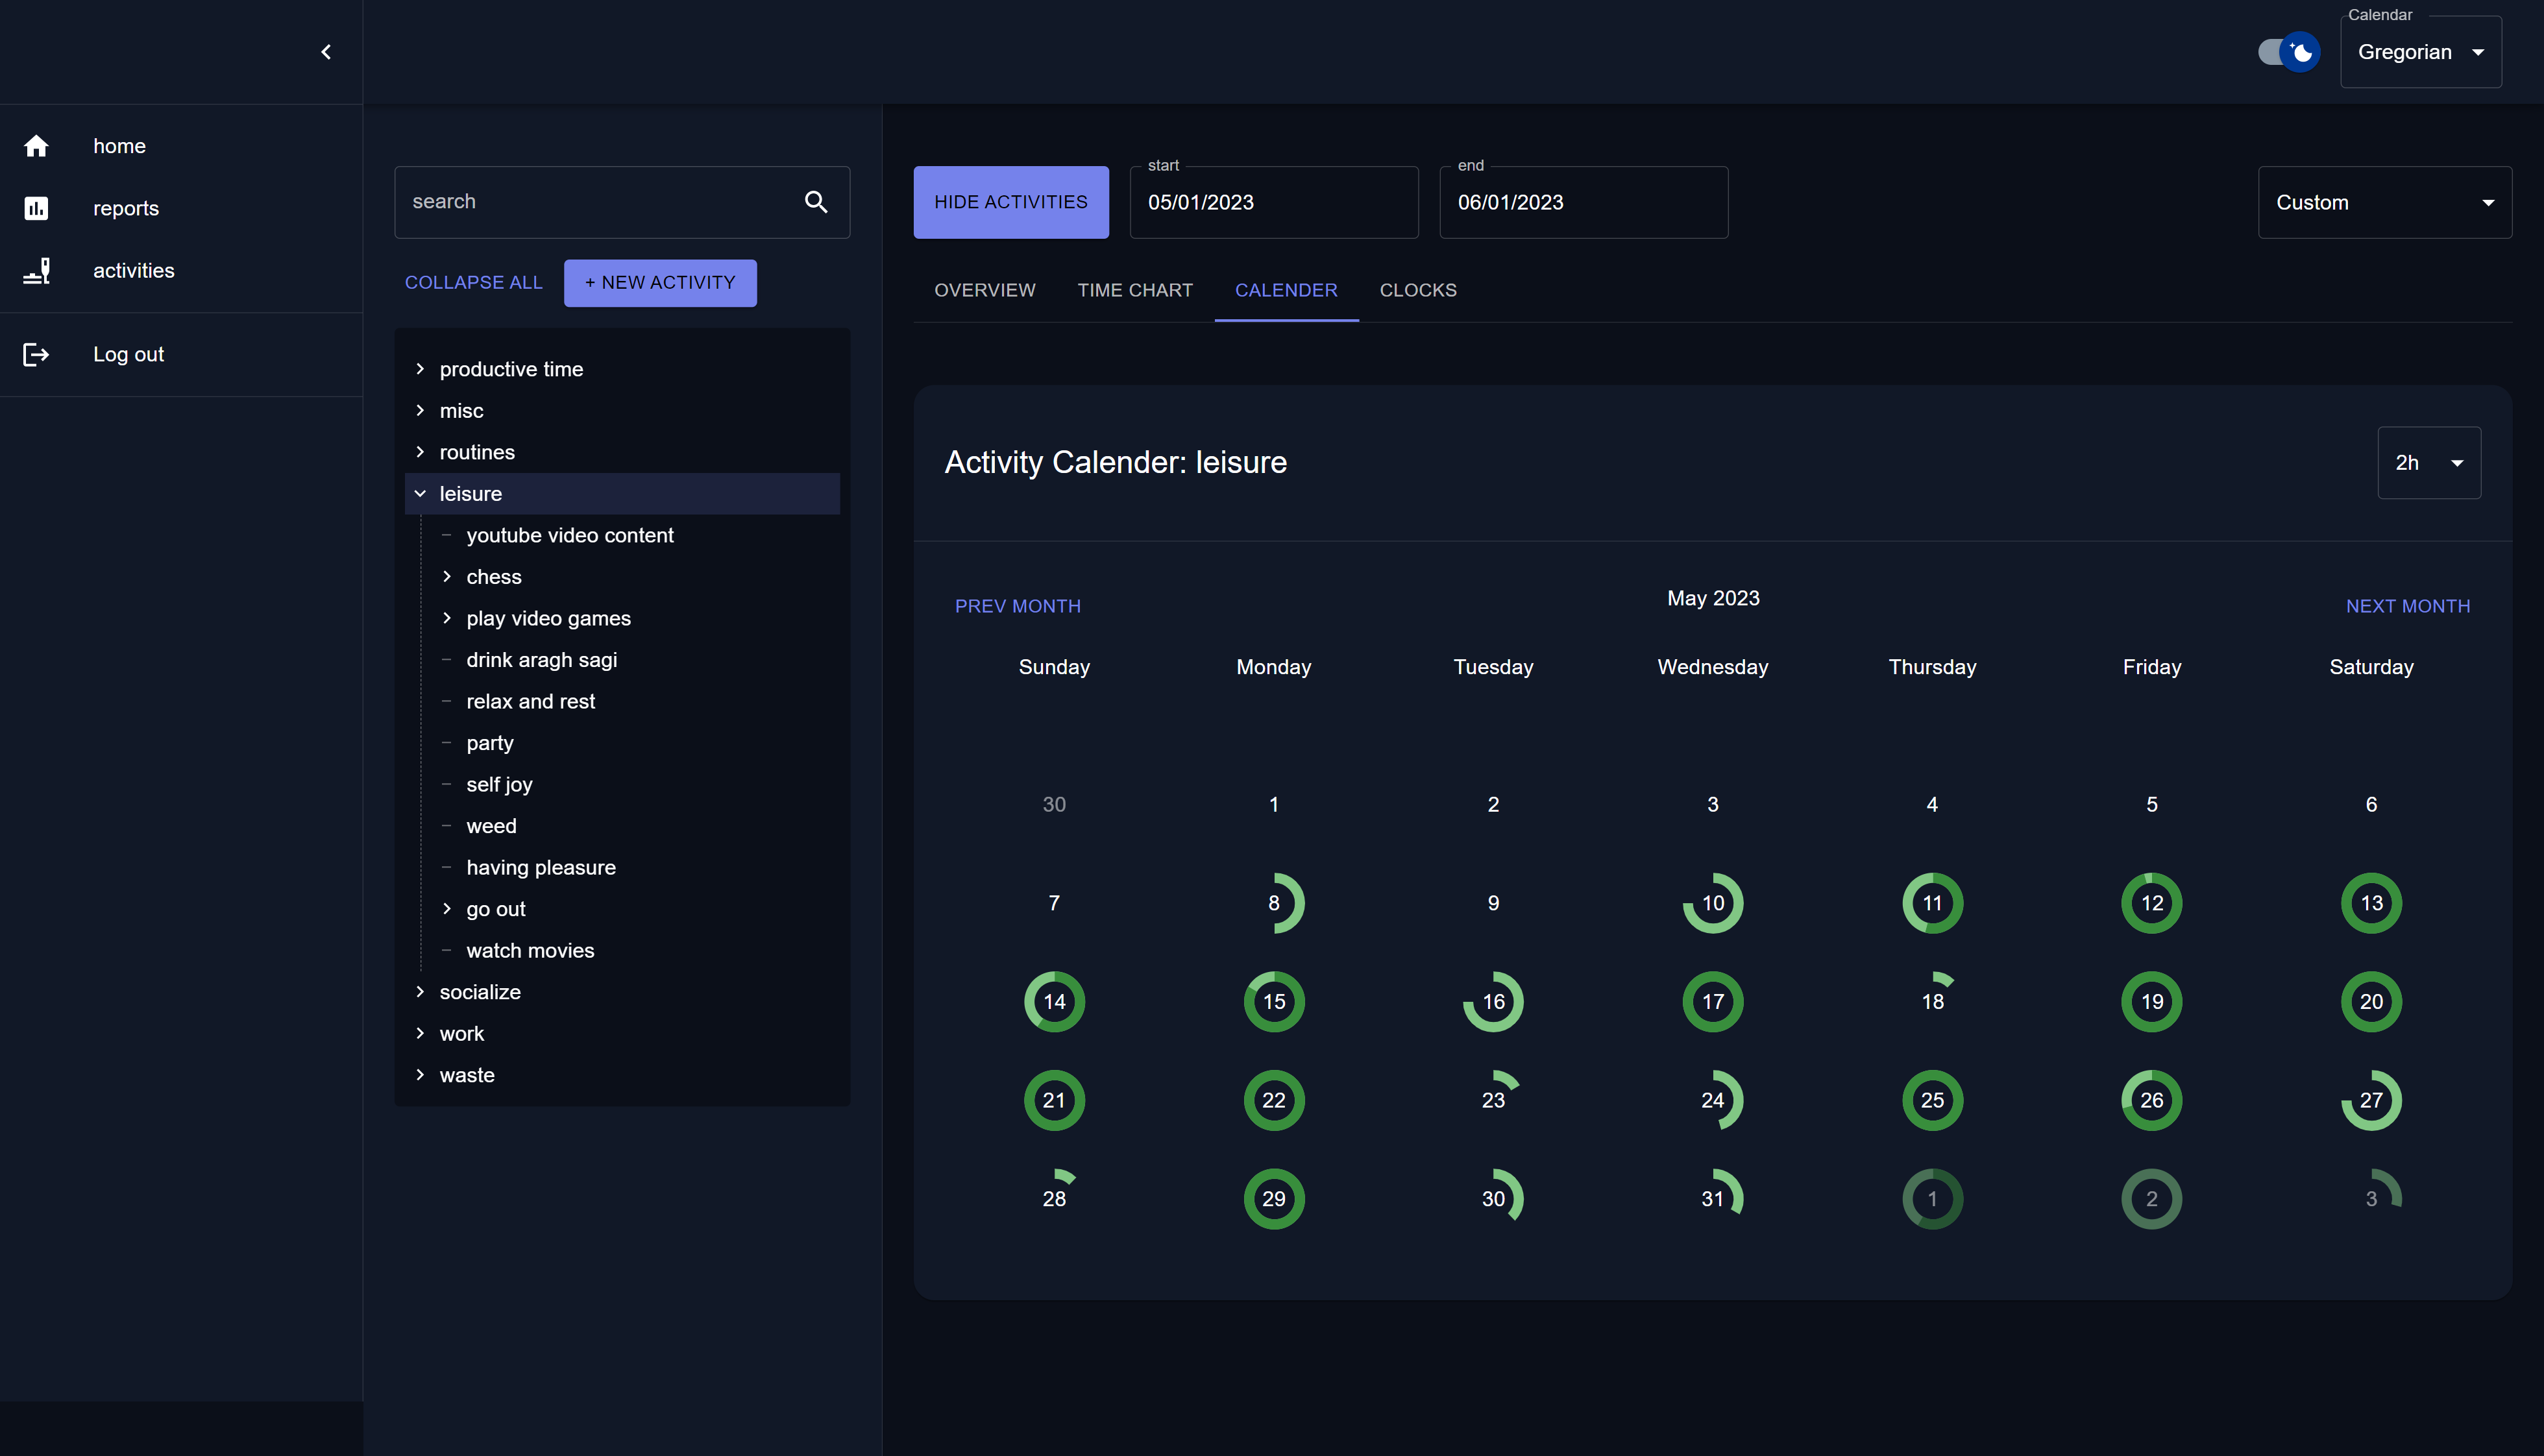 Calendar
Gregorian
home
reports
activities
Log out
search
COLLAPSE ALL
+ NEW ACTIVITY
productive time
misc
routines
leisure
youtube video content
chess
play video games
drink aragh sagi
relax and rest
party
self joy
weed
having pleasure
go out
watch movies
socialize
work
waste
HIDE ACTIVITIES
start
05/01/2023
end
06/01/2023
Custom
OVERVIEW TIME CHART CALENDER CLOCKS
Activity Calender: leisure
2h
PREV MONTH
May 2023
NEXT MONTH
Sunday Monday Tuesday Wednesday Thursday Friday Saturday
30 1 2 3 4 5 6
7 8 9 10 11 12 13
14 15 16 17 18 19 20
21 22 23 24 25 26 27
28 29 30 31 1 2 3